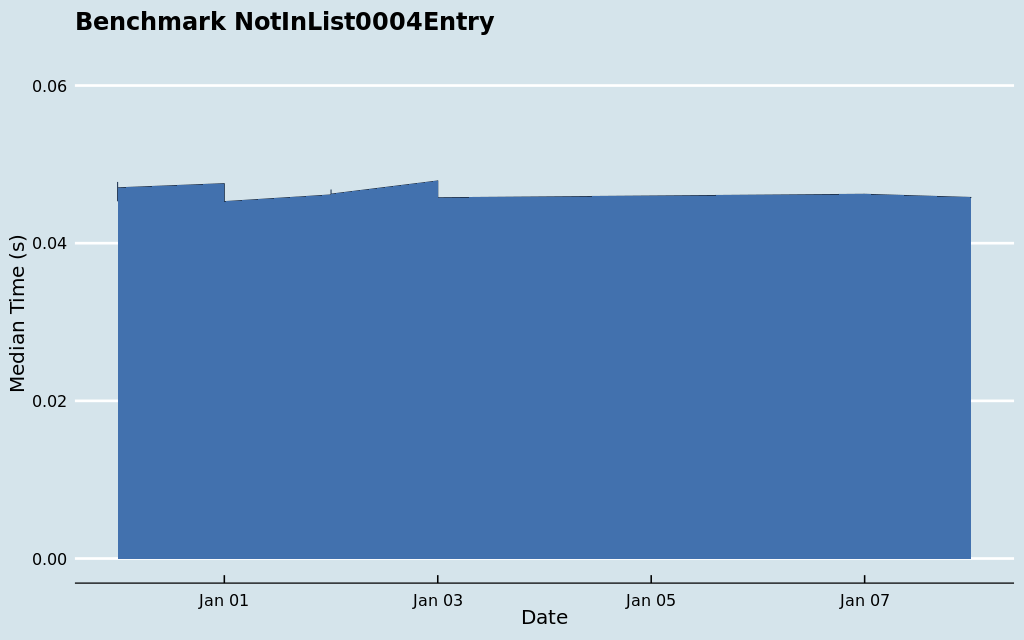 Benchmark NotInList0004Entry
0.06
0.04
0.02
0.00
Median Time (s)
Jan 01 Jan 03 Jan 05 Jan 07
Date